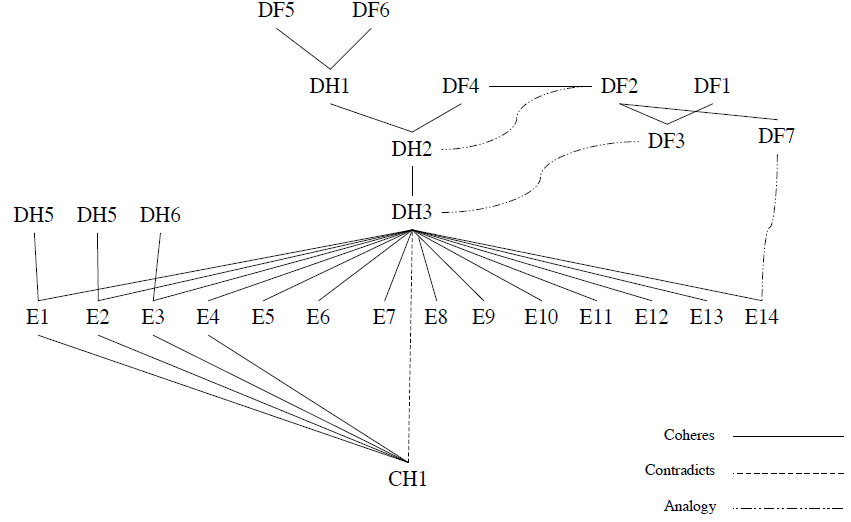 DF5 DF6
DH1 DF4 DF2 DF1
DH2 DF3 DF7
DH3
DH5 DH5 DH6
E1 E2 E3 E4 E5 E6 E7 E8 E9 E10 E11 E12 E13 E14
CH1
Coheres
Contradicts
Analogy